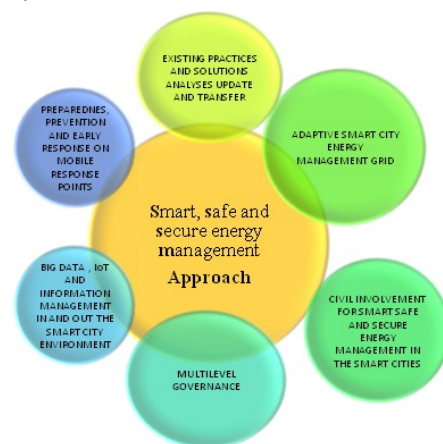 EXISTING PRACTICES
AND SOLUTIONS
ANALYSES UPDATE
AND TRANSFER
ADAPTIVE SMART CITY
ENERGY
MANAGEMENT GRID
CIVIL INVOLVEMENT
FOR SMART SAFE
AND SECURE
ENERGY
MANAGEMENT IN
THE SMART CITIES
MULTILEVEL
GOVERNANCE
BIG DATA , IoT
AND
INFORMATION
MANAGEMENT
IN AND OUT THE
SMART CITY
ENVIRONMENT
PREPAREDNES,
PREVENTION
AND EARLY
RESPONSE ON
MOBILE
RESPONSE
POINTS
Smart, safe and
secure energy
management
Approach